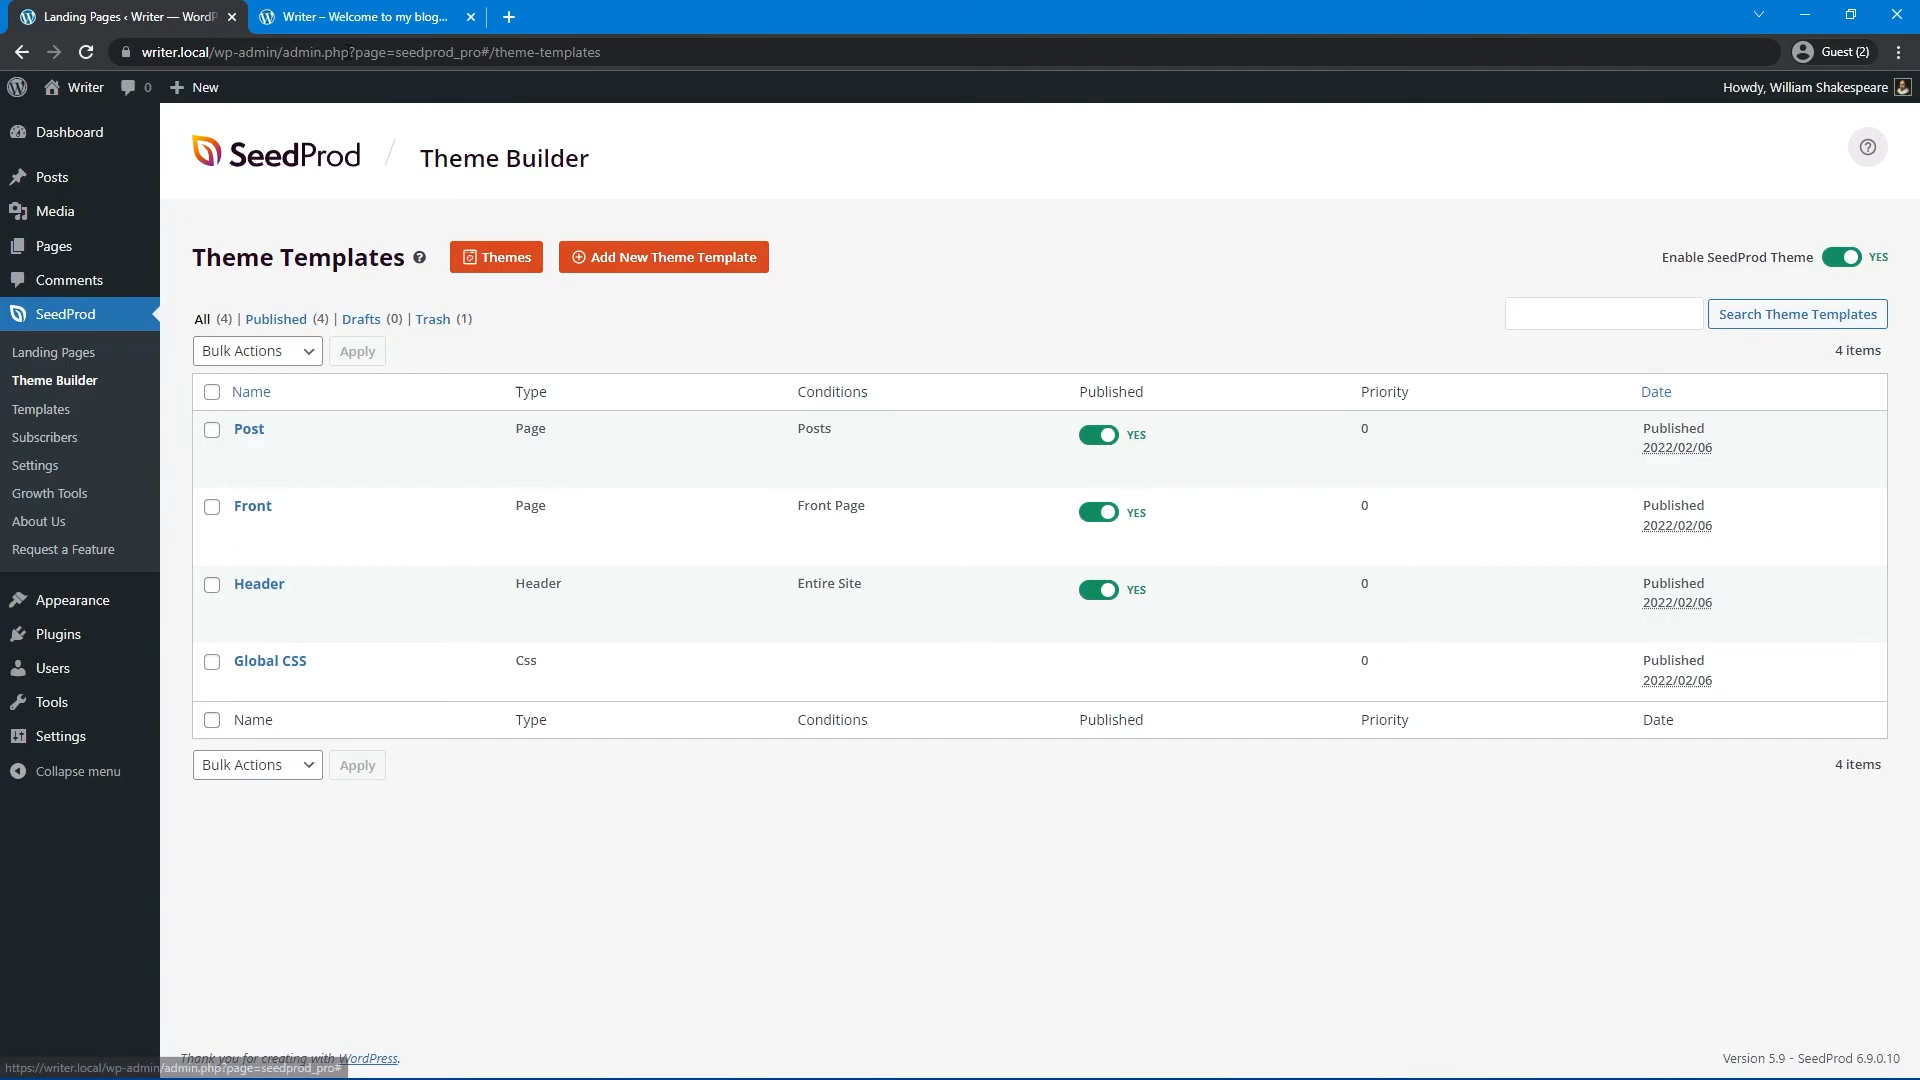 Landing Pages ‹ Writer — WordP
Writer – Welcome to my blog...
writer.local/wp-admin/admin.php?page=seedprod_pro#/theme-templates
Guest (2)
Writer 0 New
Howdy, William Shakespeare
Dashboard
Posts
Media
Pages
Comments
SeedProd
Landing Pages
Theme Builder
Templates
Subscribers
Settings
Growth Tools
About Us
Request a Feature
Appearance
Plugins
Users
Tools
Settings
Collapse menu
SeedProd / Theme Builder
Theme Templates
Themes
Add New Theme Template
Enable SeedProd Theme YES
All (4) | Published (4) | Drafts (0) | Trash (1)
Search Theme Templates
Bulk Actions Apply
4 items
Name Type Conditions Published Priority Date
Post Page Posts YES 0 Published
2022/02/06
Front Page Front Page YES 0 Published
2022/02/06
Header Header Entire Site YES 0 Published
2022/02/06
Global CSS Css 0 Published
2022/02/06
Name Type Conditions Published Priority Date
Bulk Actions Apply
4 items
Thank you for creating with WordPress.
Version 5.9 - SeedProd 6.9.0.10
https://writer.local/wp-admin/admin.php?page=seedprod_pro#